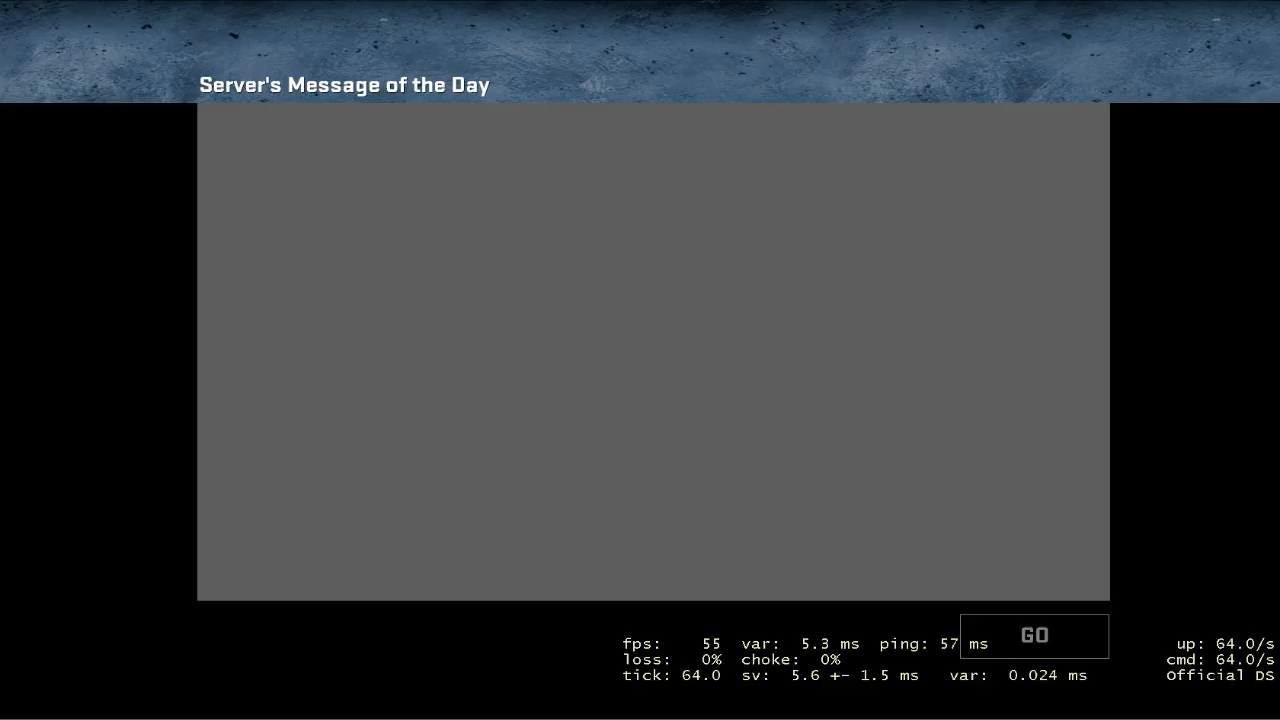 Server's Message of the Day
GO
fps: 55 var: 5.3 ms ping: 57 ms up: 64.0/s
loss: 0% choke: 0% cmd: 64.0/s
tick: 64.0 sv: 5.6 +- 1.5 ms var: 0.024 ms Official DS